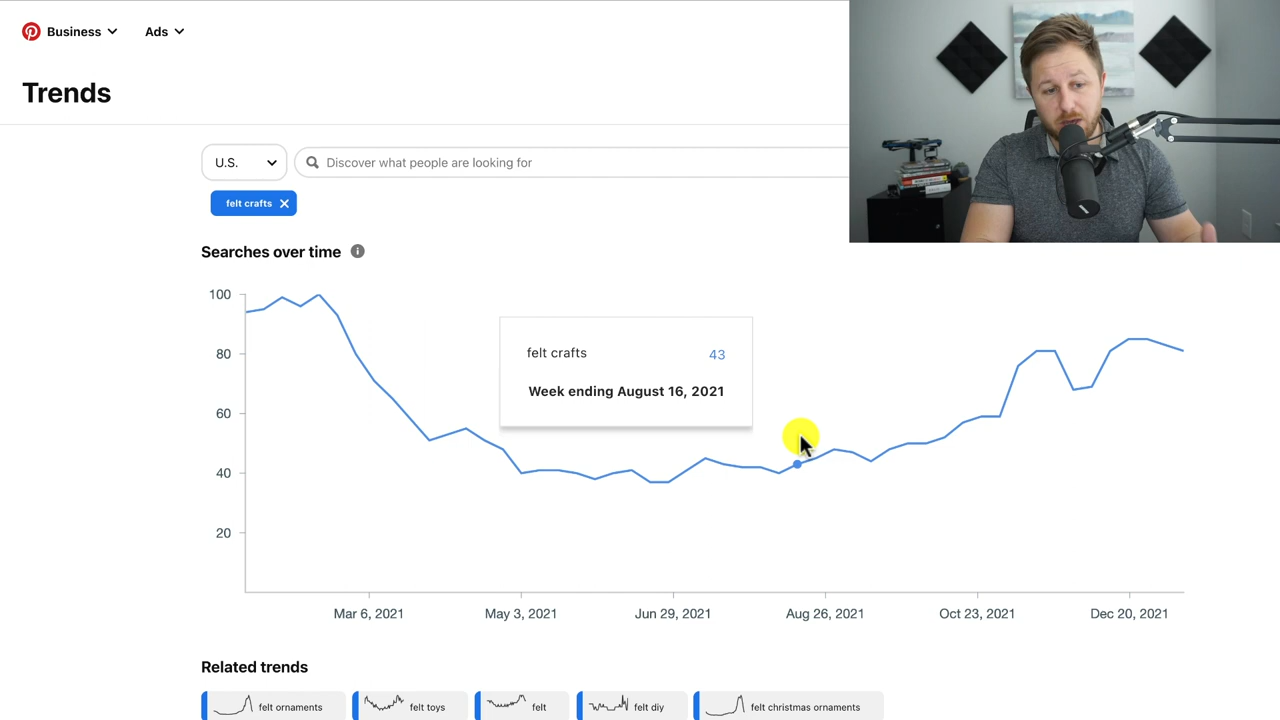 Business Ads
Trends
U.S. Discover what people are looking for
felt crafts
Searches over time
100
80
60
40
20
felt crafts 43
Week ending August 16, 2021
Mar 6, 2021 May 3, 2021 Jun 29, 2021 Aug 26, 2021 Oct 23, 2021 Dec 20, 2021
Related trends
felt ornaments felt toys felt felt diy felt christmas ornaments